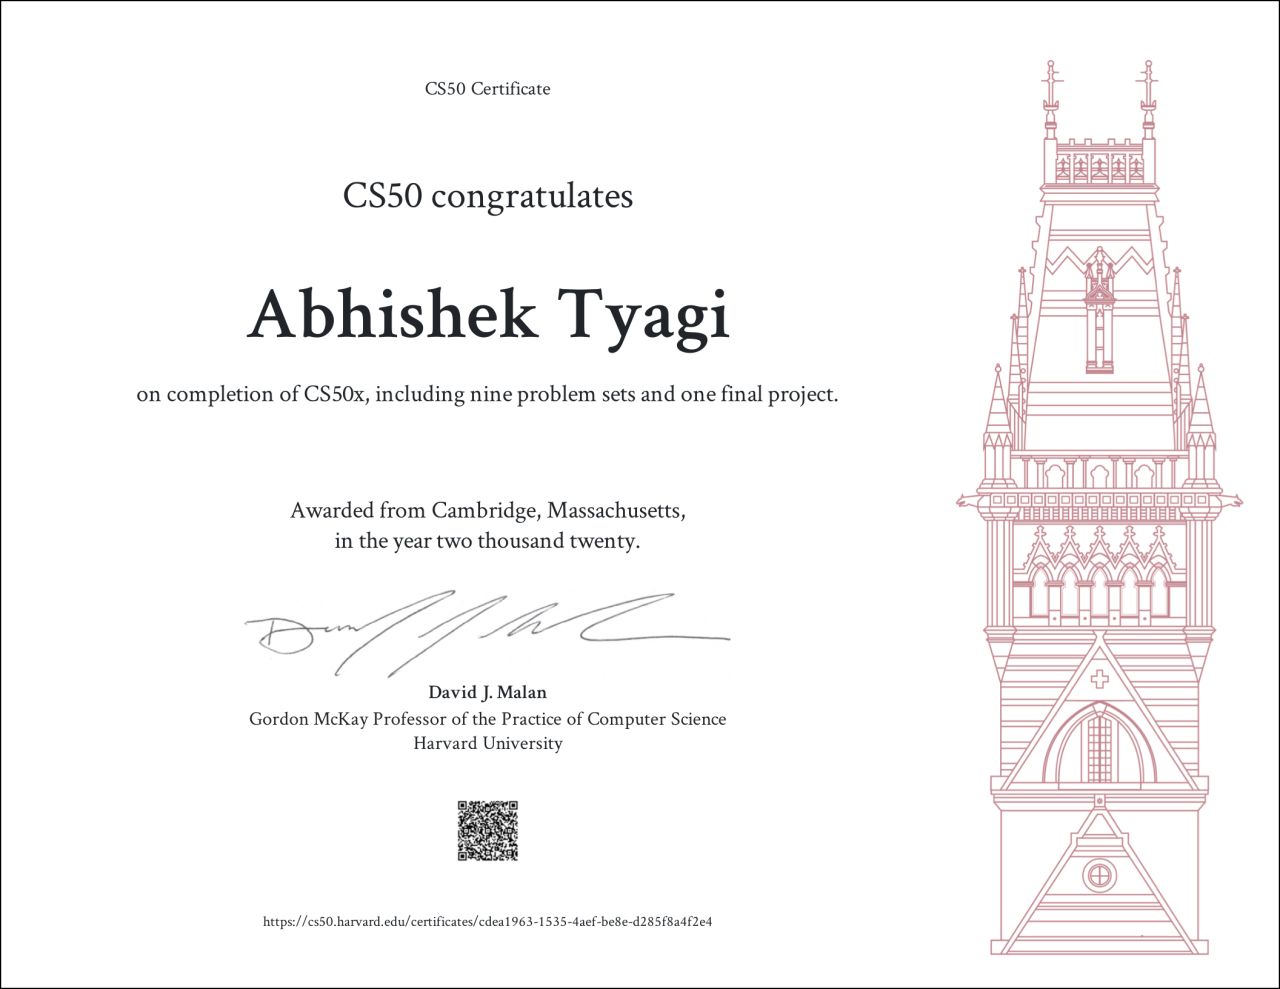 CS50 Certificate
CS50 congratulates
Abhishek Tyagi
on completion of CS50x, including nine problem sets and one final project.
Awarded from Cambridge, Massachusetts,
in the year two thousand twenty.
David J. Malan
Gordon McKay Professor of the Practice of Computer Science
Harvard University
https://cs50.harvard.edu/certificates/cdea1963-1535-4aef-be8e-d285f8a4f2e4